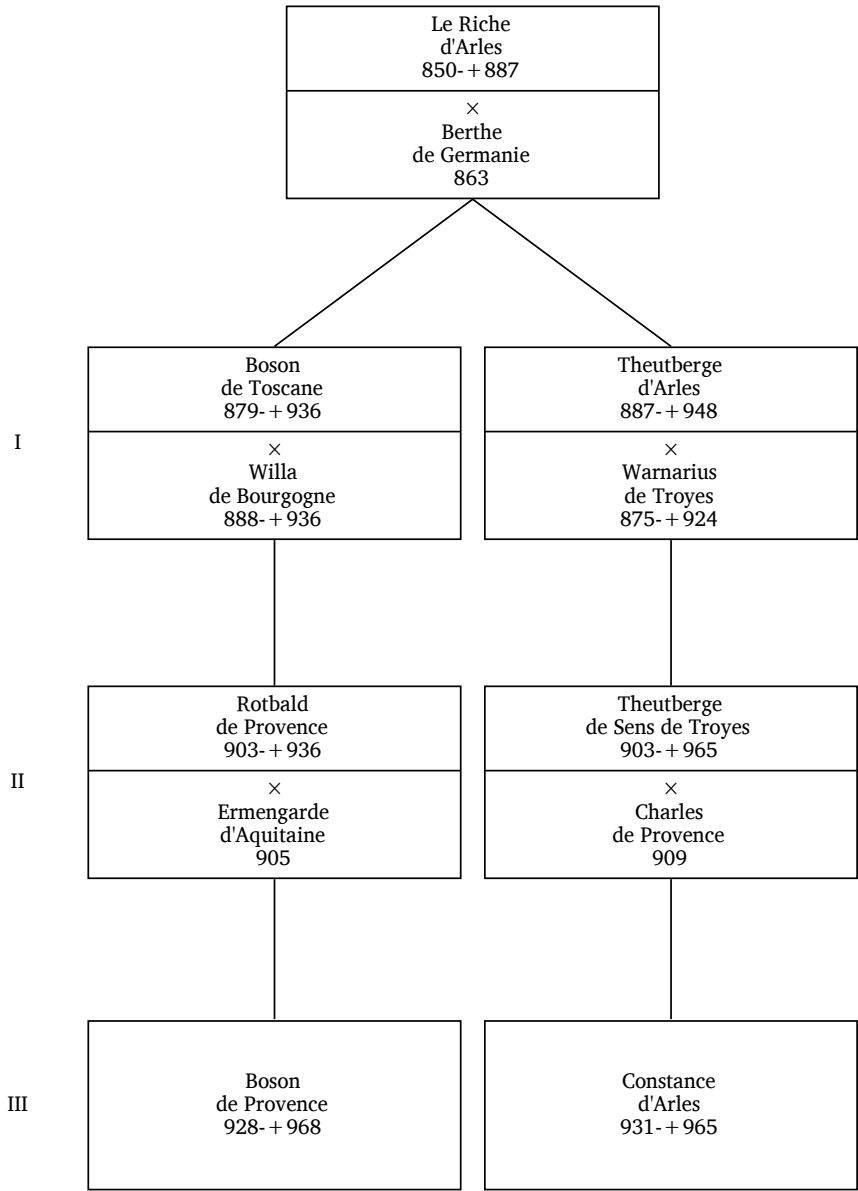 Le Riche
d'Arles
850-+887
×
Berthe
de Germanie
863
I
Boson
de Toscane
879-+936
×
Willa
de Bourgogne
888-+936
Theutberge
d'Arles
887-+948
×
Warnarius
de Troyes
875-+924
II
Rotbald
de Provence
903-+936
×
Ermengarde
d'Aquitaine
905
Theutberge
de Sens de Troyes
903-+965
×
Charles
de Provence
909
III
Boson
de Provence
928-+968
Constance
d'Arles
931-+965